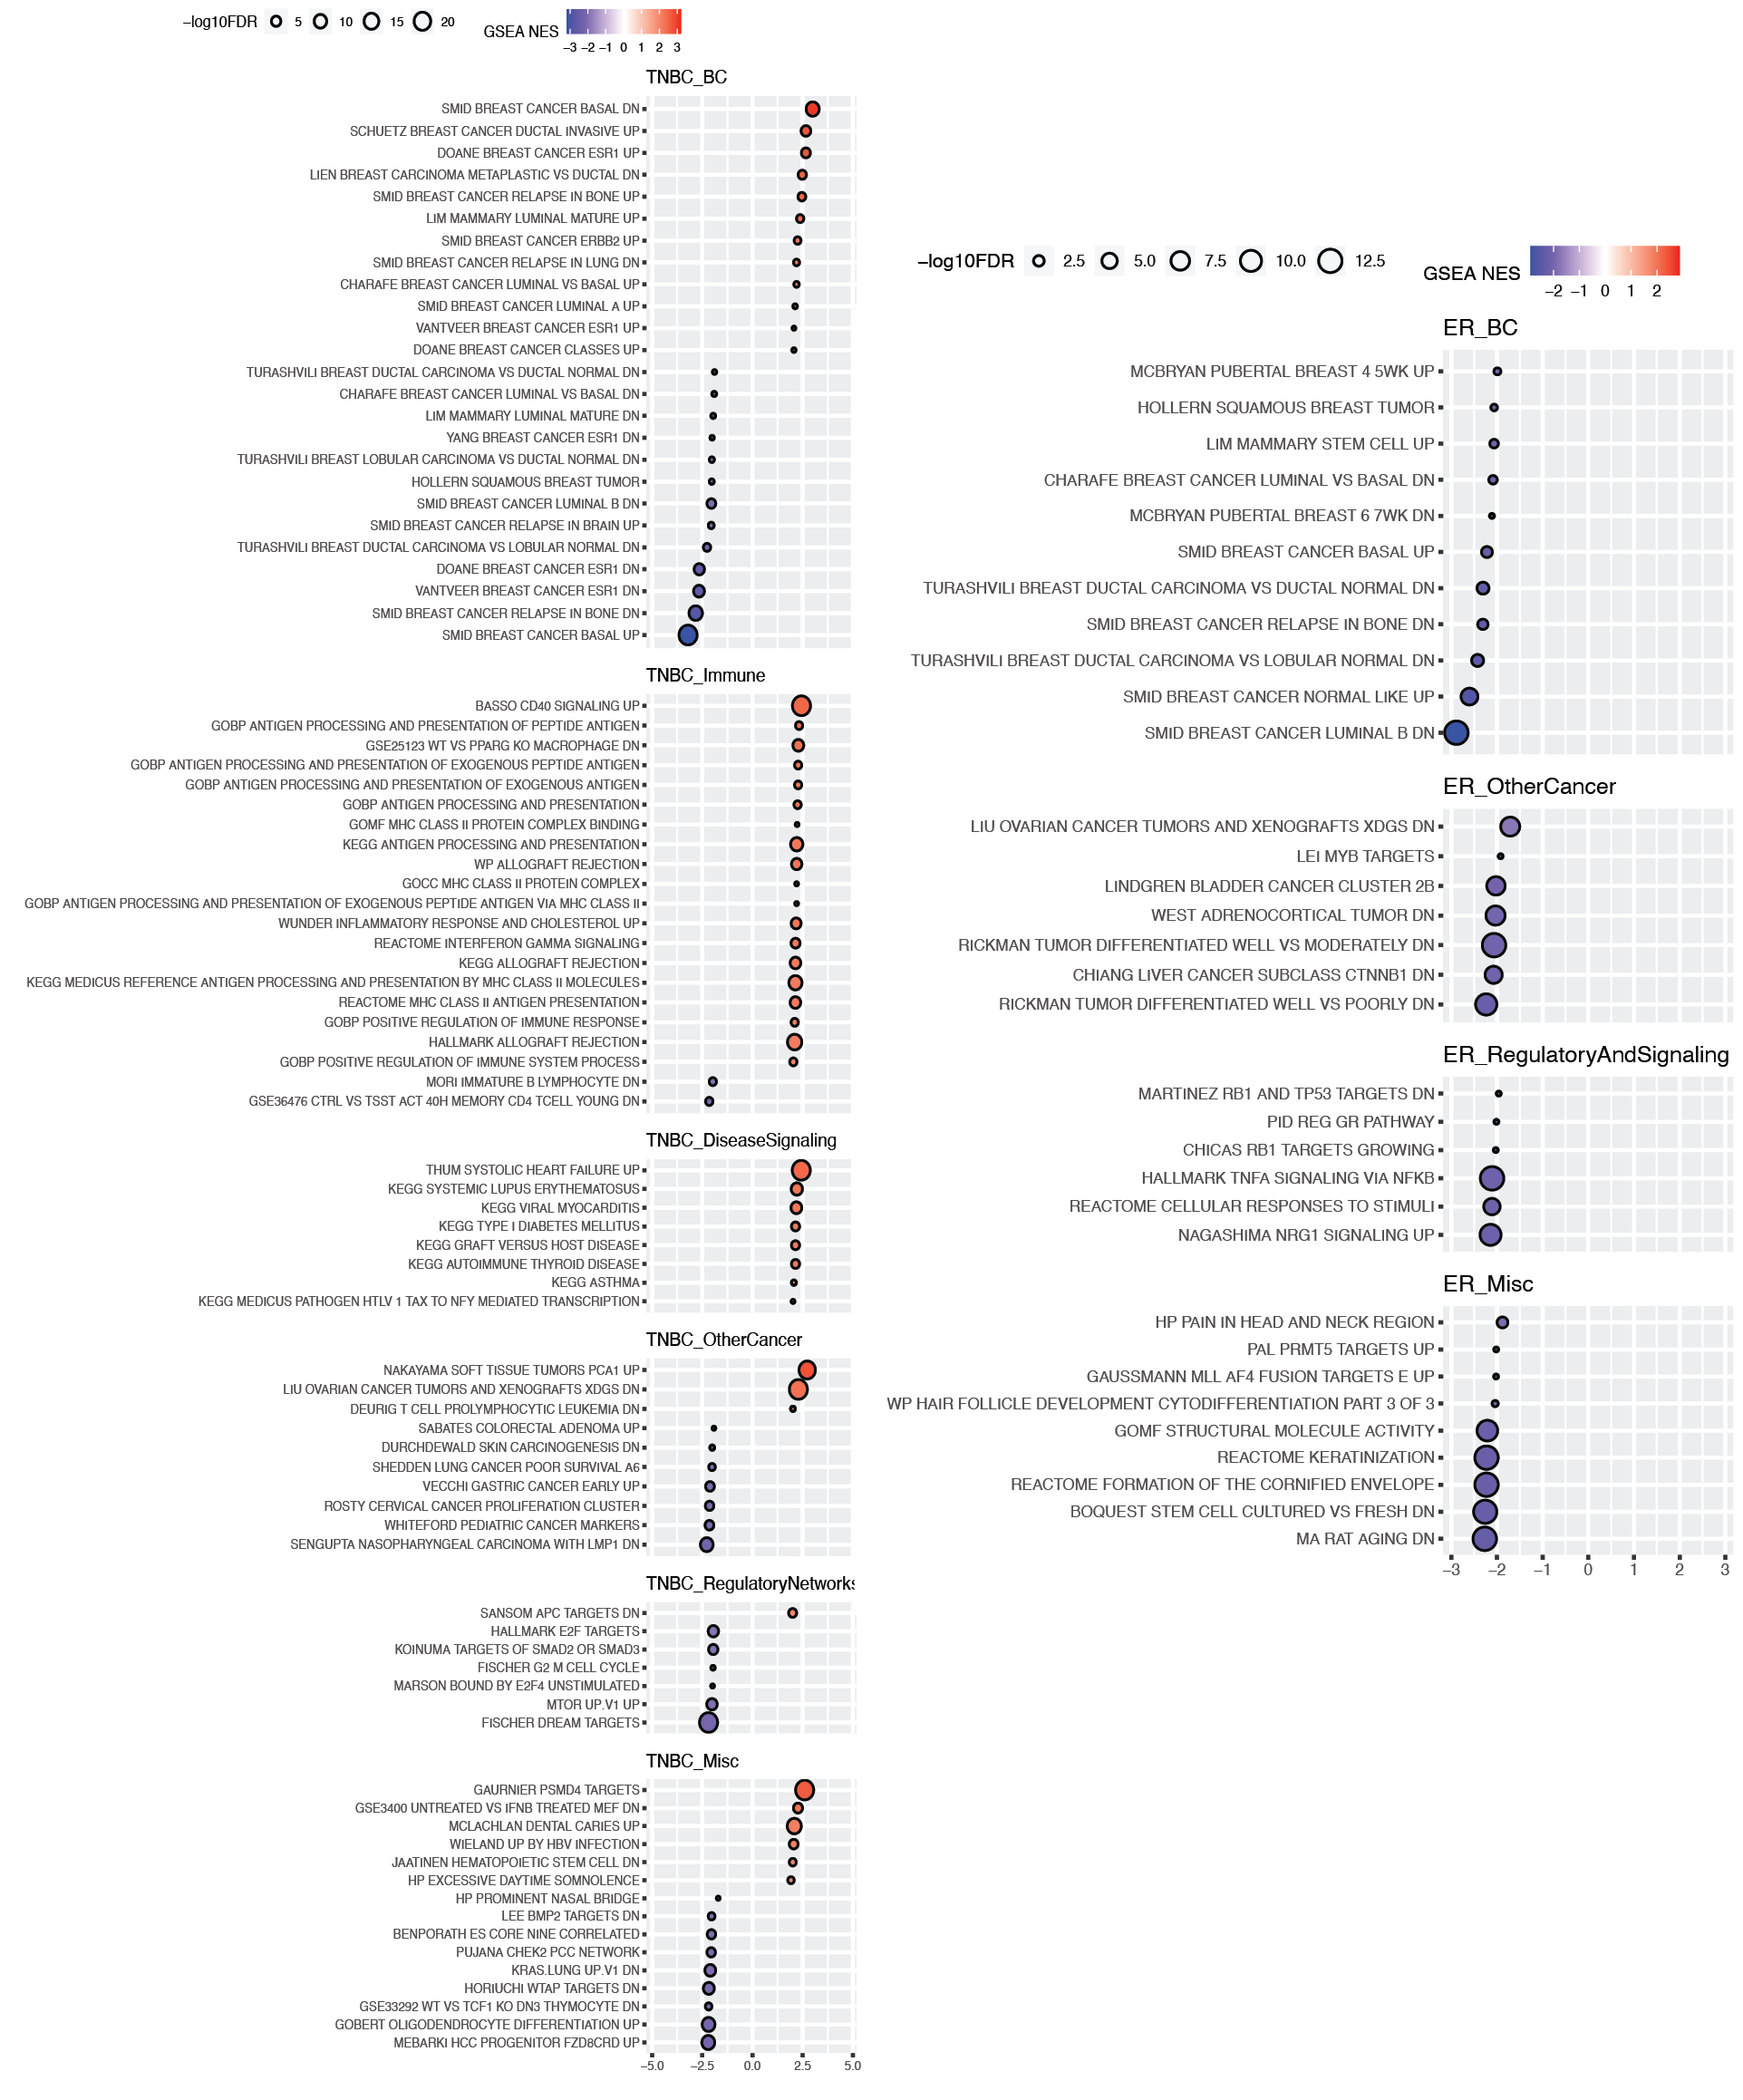 −log10FDR 5 10 15 20
GSEA NES
−3 −2 −1 0 1 2 3
TNBC_BC
SMID BREAST CANCER BASAL DN
SCHUETZ BREAST CANCER DUCTAL INVASIVE UP
DOANE BREAST CANCER ESR1 UP
LIEN BREAST CARCINOMA METAPLASTIC VS DUCTAL DN
SMID BREAST CANCER RELAPSE IN BONE UP
LIM MAMMARY LUMINAL MATURE UP
SMID BREAST CANCER ERBB2 UP
SMID BREAST CANCER RELAPSE IN LUNG DN
CHARAFE BREAST CANCER LUMINAL VS BASAL UP
SMID BREAST CANCER LUMINAL A UP
VANTVEER BREAST CANCER ESR1 UP
DOANE BREAST CANCER CLASSES UP
TURASHVILI BREAST DUCTAL CARCINOMA VS DUCTAL NORMAL DN
CHARAFE BREAST CANCER LUMINAL VS BASAL DN
LIM MAMMARY LUMINAL MATURE DN
YANG BREAST CANCER ESR1 DN
TURASHVILI BREAST LOBULAR CARCINOMA VS DUCTAL NORMAL DN
HOLLERN SQUAMOUS BREAST TUMOR
SMID BREAST CANCER LUMINAL B DN
SMID BREAST CANCER RELAPSE IN BRAIN UP
TURASHVILI BREAST DUCTAL CARCINOMA VS LOBULAR NORMAL DN
DOANE BREAST CANCER ESR1 DN
VANTVEER BREAST CANCER ESR1 DN
SMID BREAST CANCER RELAPSE IN BONE DN
SMID BREAST CANCER BASAL UP
TNBC_Immune
BASSO CD40 SIGNALING UP
GOBP ANTIGEN PROCESSING AND PRESENTATION OF PEPTIDE ANTIGEN
GSE25123 WT VS PPARG KO MACROPHAGE DN
GOBP ANTIGEN PROCESSING AND PRESENTATION OF EXOGENOUS PEPTIDE ANTIGEN
GOBP ANTIGEN PROCESSING AND PRESENTATION OF EXOGENOUS ANTIGEN
GOBP ANTIGEN PROCESSING AND PRESENTATION
GOMF MHC CLASS II PROTEIN COMPLEX BINDING
KEGG ANTIGEN PROCESSING AND PRESENTATION
WP ALLOGRAFT REJECTION
GOCC MHC CLASS II PROTEIN COMPLEX
GOBP ANTIGEN PROCESSING AND PRESENTATION OF EXOGENOUS PEPTIDE ANTIGEN VIA MHC CLASS II
WUNDER INFLAMMATORY RESPONSE AND CHOLESTEROL UP
REACTOME INTERFERON GAMMA SIGNALING
KEGG ALLOGRAFT REJECTION
KEGG MEDICUS REFERENCE ANTIGEN PROCESSING AND PRESENTATION BY MHC CLASS II MOLECULES
REACTOME MHC CLASS II ANTIGEN PRESENTATION
GOBP POSITIVE REGULATION OF IMMUNE RESPONSE
HALLMARK ALLOGRAFT REJECTION
GOBP POSITIVE REGULATION OF IMMUNE SYSTEM PROCESS
MORI IMMATURE B LYMPHOCYTE DN
GSE36476 CTRL VS TSST ACT 40H MEMORY CD4 TCELL YOUNG DN
TNBC_DiseaseSignaling
THUM SYSTOLIC HEART FAILURE UP
KEGG SYSTEMIC LUPUS ERYTHEMATOSUS
KEGG VIRAL MYOCARDITIS
KEGG TYPE I DIABETES MELLITUS
KEGG GRAFT VERSUS HOST DISEASE
KEGG AUTOIMMUNE THYROID DISEASE
KEGG ASTHMA
KEGG MEDICUS PATHOGEN HTLV 1 TAX TO NFY MEDIATED TRANSCRIPTION
TNBC_OtherCancer
NAKAYAMA SOFT TISSUE TUMORS PCA1 UP
LIU OVARIAN CANCER TUMORS AND XENOGRAFTS XDGS DN
DEURIG T CELL PROLYMPHOCYTIC LEUKEMIA DN
SABATES COLORECTAL ADENOMA UP
DURCHDEWALD SKIN CARCINOGENESIS DN
SHEDDEN LUNG CANCER POOR SURVIVAL A6
VECCHI GASTRIC CANCER EARLY UP
ROSTY CERVICAL CANCER PROLIFERATION CLUSTER
WHITEFORD PEDIATRIC CANCER MARKERS
SENGUPTA NASOPHARYNGEAL CARCINOMA WITH LMP1 DN
TNBC_RegulatoryNetworks
SANSOM APC TARGETS DN
HALLMARK E2F TARGETS
KOINUMA TARGETS OF SMAD2 OR SMAD3
FISCHER G2 M CELL CYCLE
MARSON BOUND BY E2F4 UNSTIMULATED
MTOR UP.V1 UP
FISCHER DREAM TARGETS
TNBC_Misc
GAURNIER PSMD4 TARGETS
GSE3400 UNTREATED VS IFNB TREATED MEF DN
MCLACHLAN DENTAL CARIES UP
WIELAND UP BY HBV INFECTION
JAATINEN HEMATOPOIETIC STEM CELL DN
HP EXCESSIVE DAYTIME SOMNOLENCE
HP PROMINENT NASAL BRIDGE
LEE BMP2 TARGETS DN
BENPORATH ES CORE NINE CORRELATED
PUJANA CHEK2 PCC NETWORK
KRAS.LUNG UP.V1 DN
HORIUCHI WTAP TARGETS DN
GSE33292 WT VS TCF1 KO DN3 THYMOCYTE DN
GOBERT OLIGODENDROCYTE DIFFERENTIATION UP
MEBARKI HCC PROGENITOR FZD8CRD UP
−5.0 −2.5 0.0 2.5 5.0
−log10FDR 2.5 5.0 7.5 10.0 12.5
GSEA NES
−2 −1 0 1 2
ER_BC
MCBRYAN PUBERTAL BREAST 4 5WK UP
HOLLERN SQUAMOUS BREAST TUMOR
LIM MAMMARY STEM CELL UP
CHARAFE BREAST CANCER LUMINAL VS BASAL DN
MCBRYAN PUBERTAL BREAST 6 7WK DN
SMID BREAST CANCER BASAL UP
TURASHVILI BREAST DUCTAL CARCINOMA VS DUCTAL NORMAL DN
SMID BREAST CANCER RELAPSE IN BONE DN
TURASHVILI BREAST DUCTAL CARCINOMA VS LOBULAR NORMAL DN
SMID BREAST CANCER NORMAL LIKE UP
SMID BREAST CANCER LUMINAL B DN
ER_OtherCancer
LIU OVARIAN CANCER TUMORS AND XENOGRAFTS XDGS DN
LEI MYB TARGETS
LINDGREN BLADDER CANCER CLUSTER 2B
WEST ADRENOCORTICAL TUMOR DN
RICKMAN TUMOR DIFFERENTIATED WELL VS MODERATELY DN
CHIANG LIVER CANCER SUBCLASS CTNNB1 DN
RICKMAN TUMOR DIFFERENTIATED WELL VS POORLY DN
ER_RegulatoryAndSignaling
MARTINEZ RB1 AND TP53 TARGETS DN
PID REG GR PATHWAY
CHICAS RB1 TARGETS GROWING
HALLMARK TNFA SIGNALING VIA NFKB
REACTOME CELLULAR RESPONSES TO STIMULI
NAGASHIMA NRG1 SIGNALING UP
ER_Misc
HP PAIN IN HEAD AND NECK REGION
PAL PRMT5 TARGETS UP
GAUSSMANN MLL AF4 FUSION TARGETS E UP
WP HAIR FOLLICLE DEVELOPMENT CYTODIFFERENTIATION PART 3 OF 3
GOMF STRUCTURAL MOLECULE ACTIVITY
REACTOME KERATINIZATION
REACTOME FORMATION OF THE CORNIFIED ENVELOPE
BOQUEST STEM CELL CULTURED VS FRESH DN
MA RAT AGING DN
−3 −2 −1 0 1 2 3